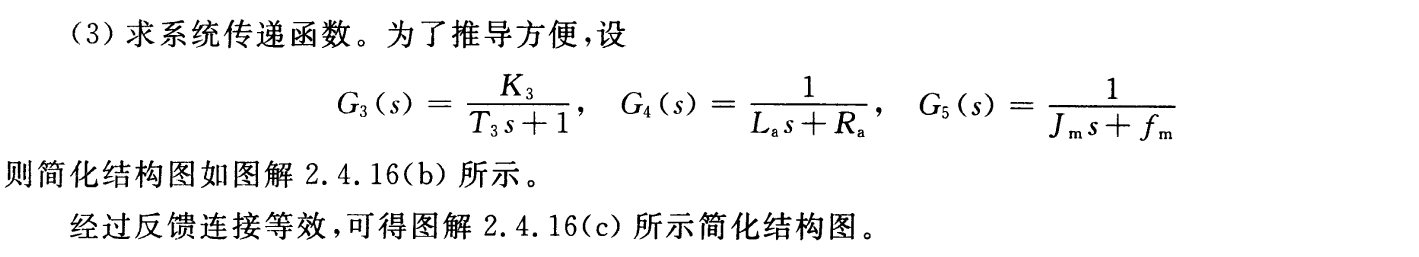 (3) 求系统传递函数。为了推导方便,设
G₃(s) = K₃/(T₃s+1), G₄(s) = 1/(Lₐs+Rₐ), G₅(s) = 1/(Jₘs+fₘ)
则简化结构图如图解 2.4.16(b) 所示。
经过反馈连接等效,可得图解 2.4.16(c) 所示简化结构图。